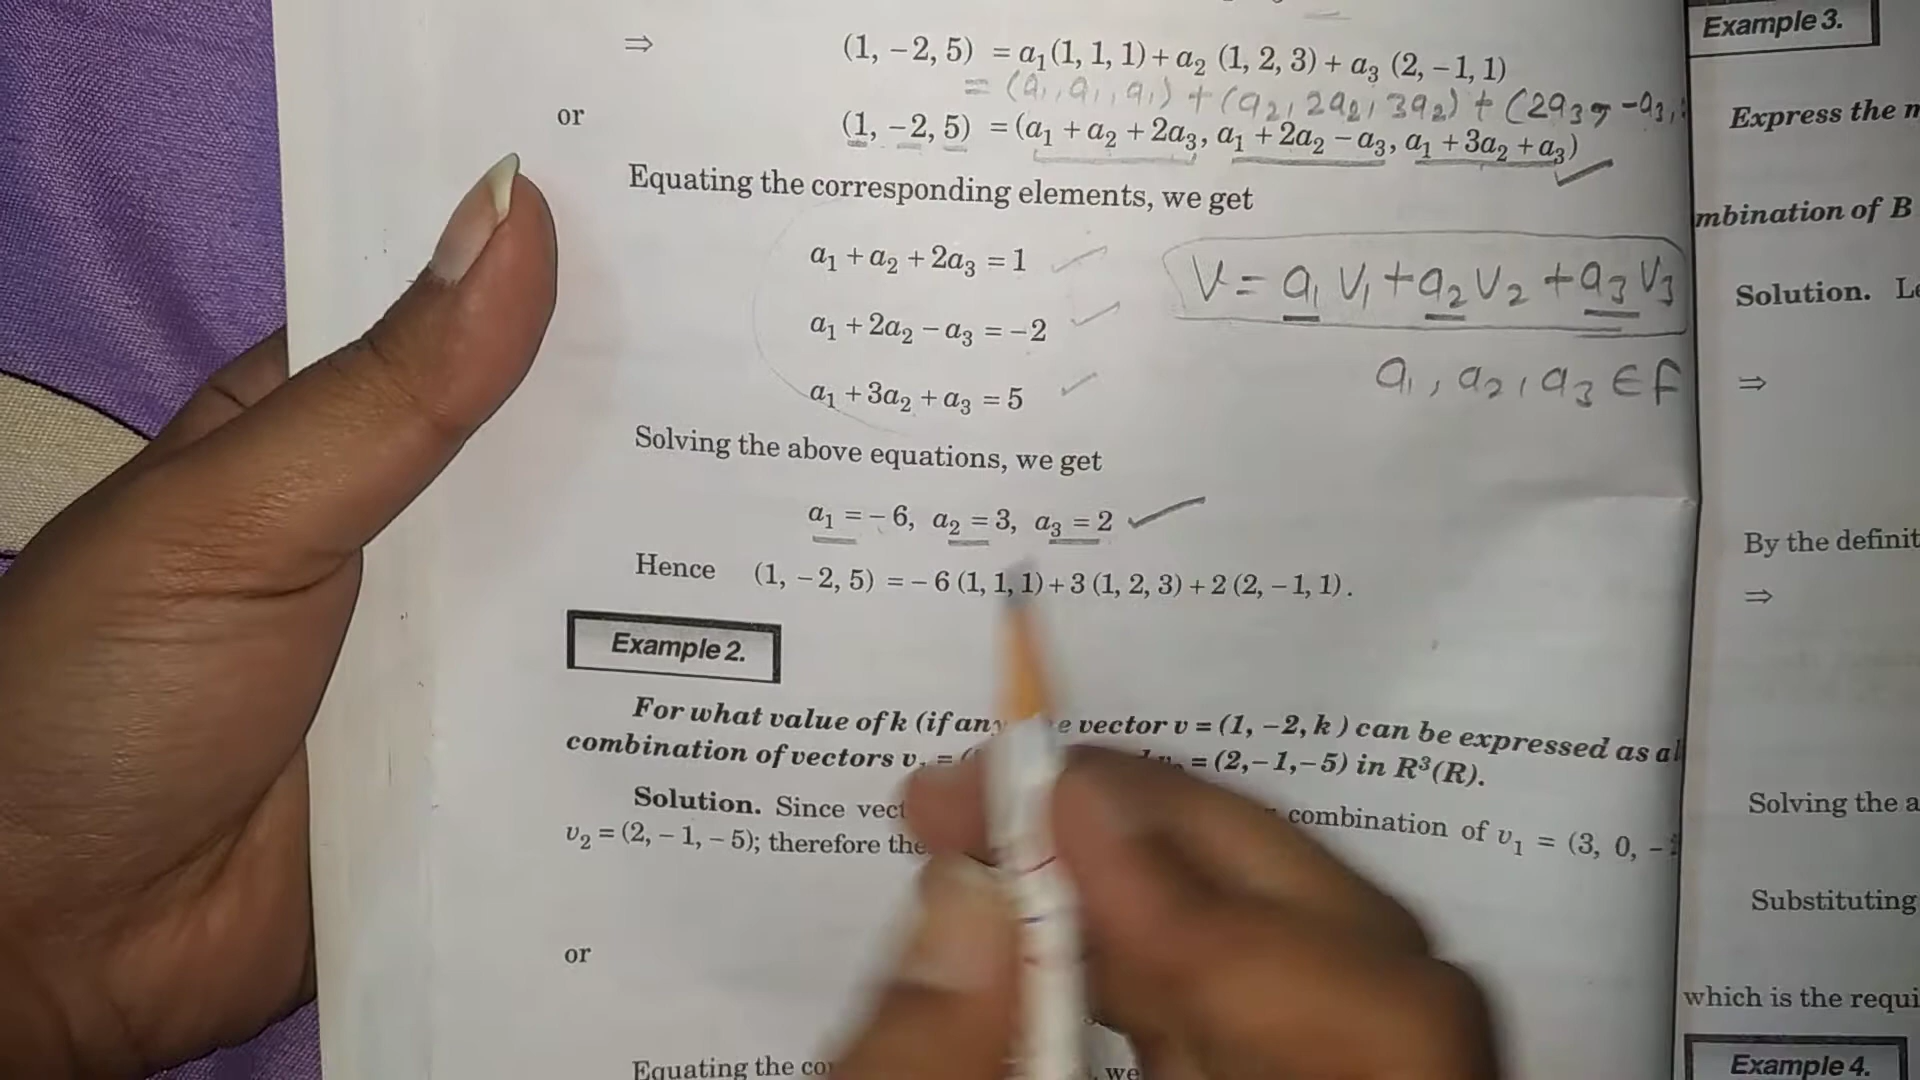 ⇒ (1, −2, 5) = a₁(1, 1, 1) + a₂ (1, 2, 3) + a₃ (2, −1, 1)
= (a₁, a₁, a₁) + (a₂, 2a₂, 3a₂) + (2a₃, −a₃,
or (1, −2, 5) = (a₁ + a₂ + 2a₃, a₁ + 2a₂ − a₃, a₁ + 3a₂ + a₃)
Equating the corresponding elements, we get
a₁ + a₂ + 2a₃ = 1
a₁ + 2a₂ − a₃ = −2
a₁ + 3a₂ + a₃ = 5
V = a₁ V₁ + a₂ V₂ + a₃ V₃
a₁, a₂, a₃ ∈ F
Solving the above equations, we get
a₁ = − 6, a₂ = 3, a₃ = 2
Hence (1, −2, 5) = − 6 (1, 1, 1) + 3 (1, 2, 3) + 2 (2, −1, 1).
Example 2.
For what value of k (if any vector v = (1, −2, k ) can be expressed as a
combination of vectors = (2,−1,−5) in R³(R).
Solution. Since combination of v₁ = (3, 0, −
v₂ = (2, − 1, − 5); therefore the
or
Equating the we
Example 3.
Express the
mbination of B
Solution.
⇒
By the
⇒
Solving the
Substituting
which is the
Example 4.